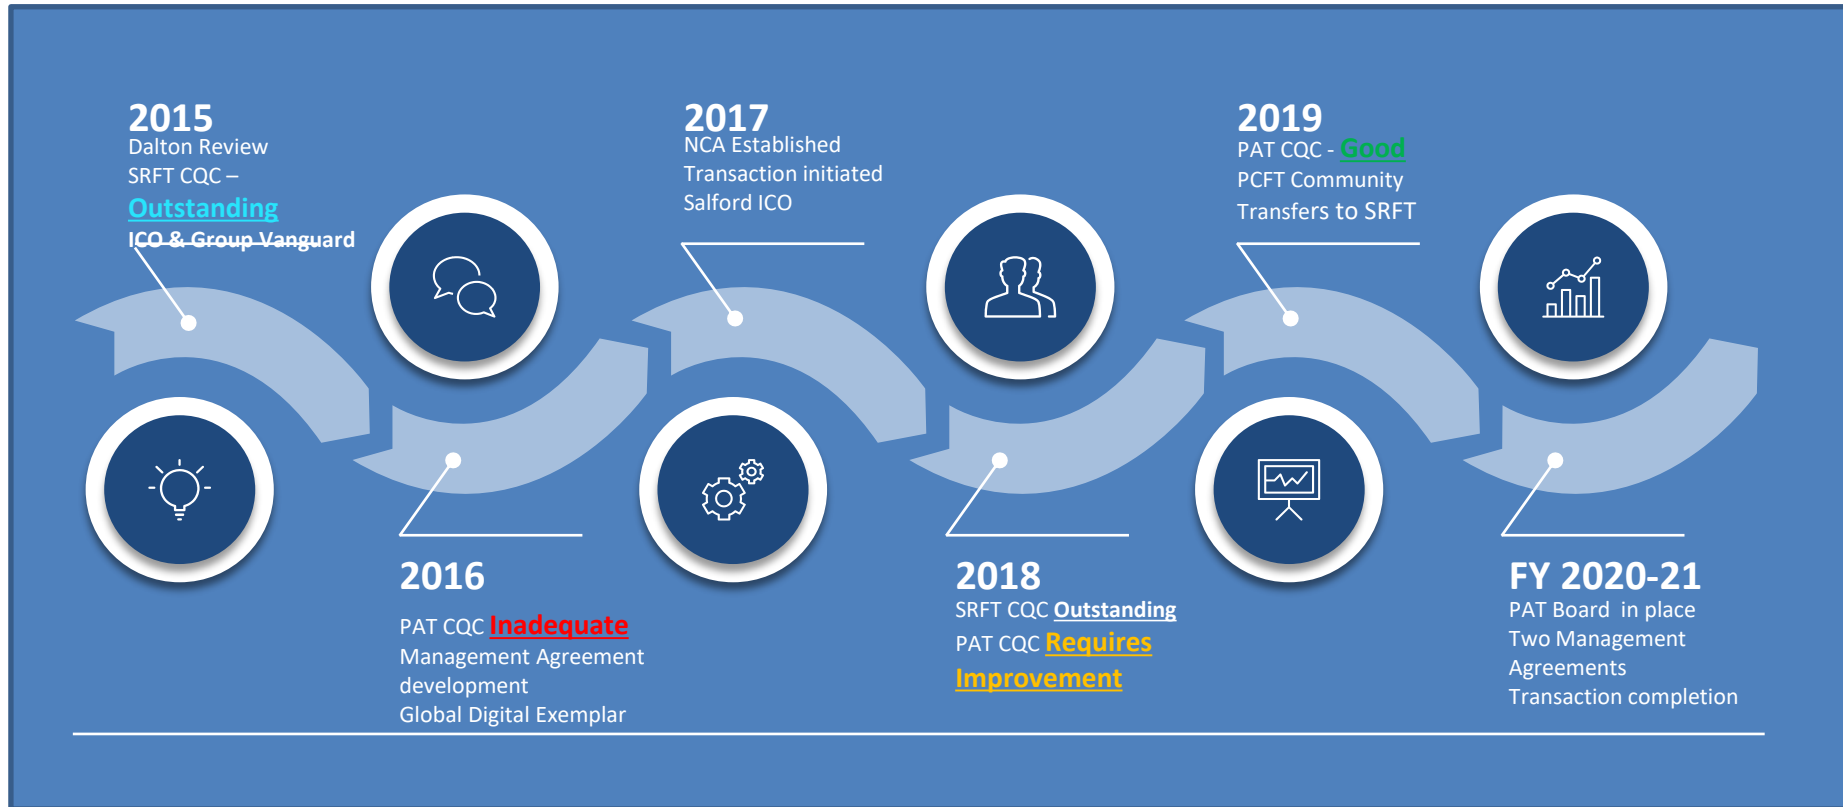 2015
Dalton Review
SRFT CQC –
Outstanding
ICO & Group Vanguard
2016
PAT CQC Inadequate
Management Agreement
development
Global Digital Exemplar
2017
NCA Established
Transaction initiated
Salford ICO
2018
SRFT CQC Outstanding
PAT CQC Requires
Improvement
2019
PAT CQC - Good
PCFT Community
Transfers to SRFT
FY 2020-21
PAT Board in place
Two Management
Agreements
Transaction completion